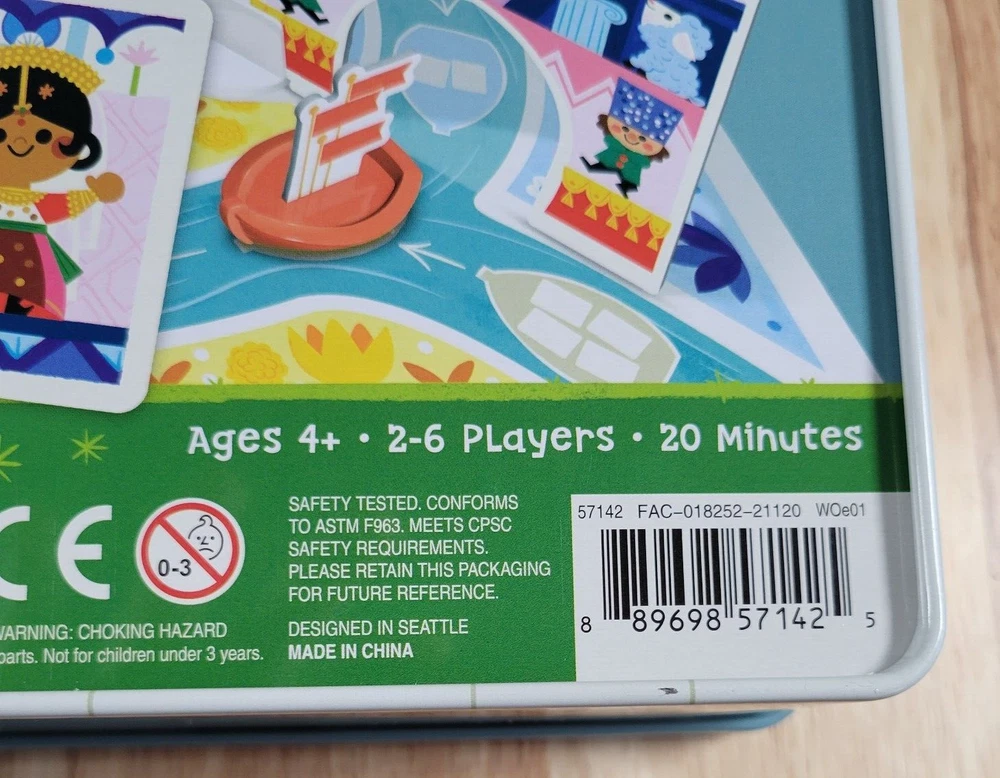 Ages 4+ • 2-6 Players • 20 Minutes
CE
0-3
WARNING: CHOKING HAZARD
parts. Not for children under 3 years.
SAFETY TESTED. CONFORMS
TO ASTM F963. MEETS CPSC
SAFETY REQUIREMENTS.
PLEASE RETAIN THIS PACKAGING
FOR FUTURE REFERENCE.
DESIGNED IN SEATTLE
MADE IN CHINA
57142 FAC-018252-21120 WOe01
8 89698 57142 5